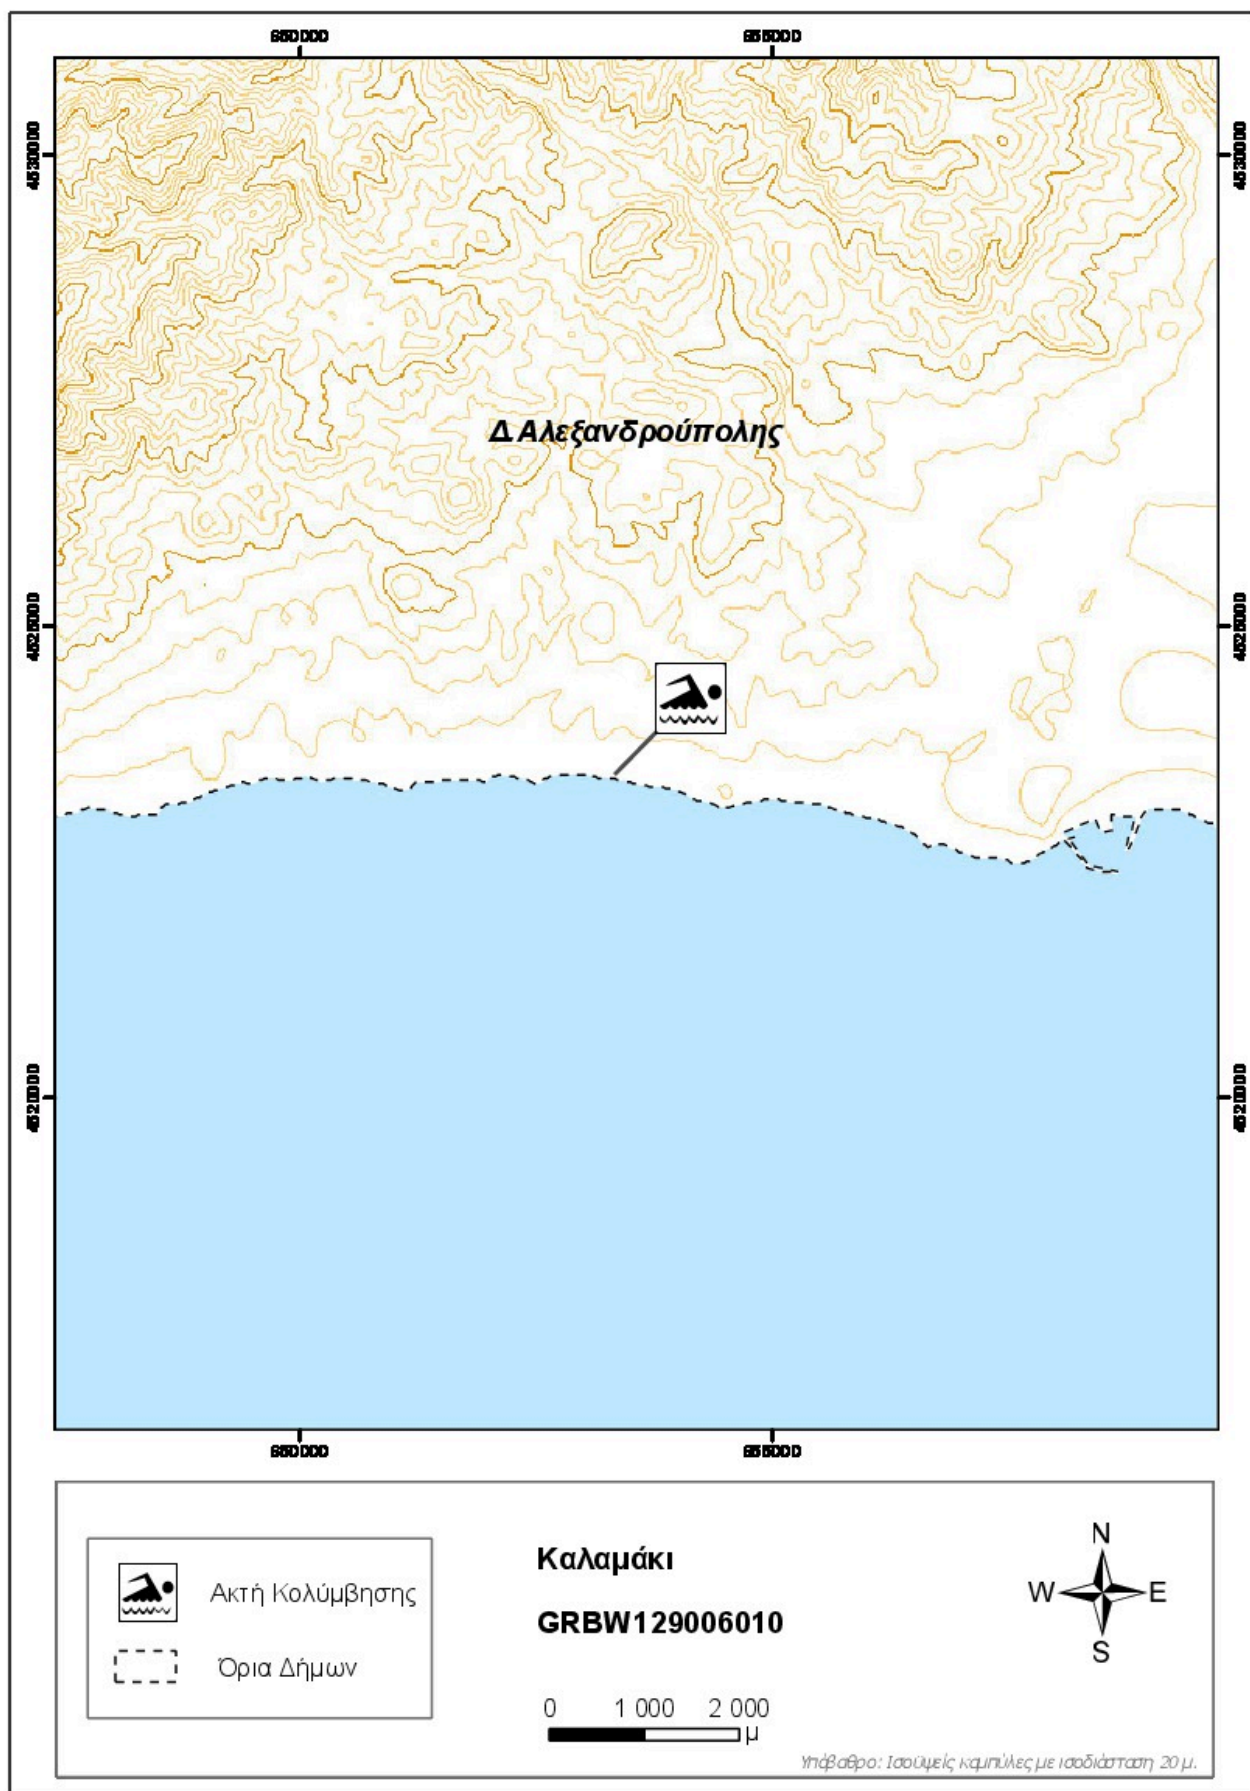 650000 655000
4530000 4530000
Δ.Αλεξανδρούπολης
4525000 4525000
4520000 4520000
650000 655000
Ακτή Κολύμβησης
Όρια Δήμων
Καλαμάκι
GRBW129006010
0 1 000 2 000
μ
N
W E
S
Υπόβαθρο: Ισοϋψείς καμπύλες με ισοδιάσταση 20 μ.